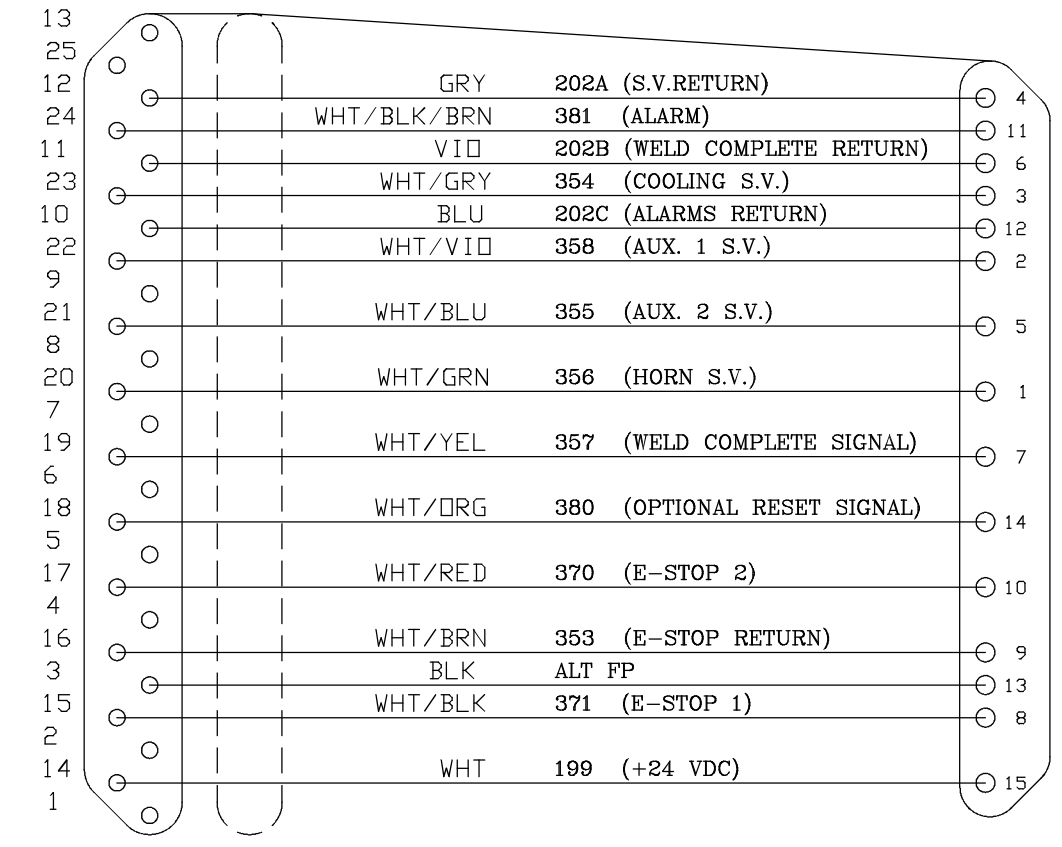 13
25
12 GRY 202A (S.V.RETURN) 4
24 WHT/BLK/BRN 381 (ALARM) 11
11 VIO 202B (WELD COMPLETE RETURN) 6
23 WHT/GRY 354 (COOLING S.V.) 3
10 BLU 202C (ALARMS RETURN) 12
22 WHT/VIO 358 (AUX. 1 S.V.) 2
9
21 WHT/BLU 355 (AUX. 2 S.V.) 5
8
20 WHT/GRN 356 (HORN S.V.) 1
7
19 WHT/YEL 357 (WELD COMPLETE SIGNAL) 7
6
18 WHT/ORG 380 (OPTIONAL RESET SIGNAL) 14
5
17 WHT/RED 370 (E-STOP 2) 10
4
16 WHT/BRN 353 (E-STOP RETURN) 9
3 BLK ALT FP 13
15 WHT/BLK 371 (E-STOP 1) 8
2
14 WHT 199 (+24 VDC) 15
1